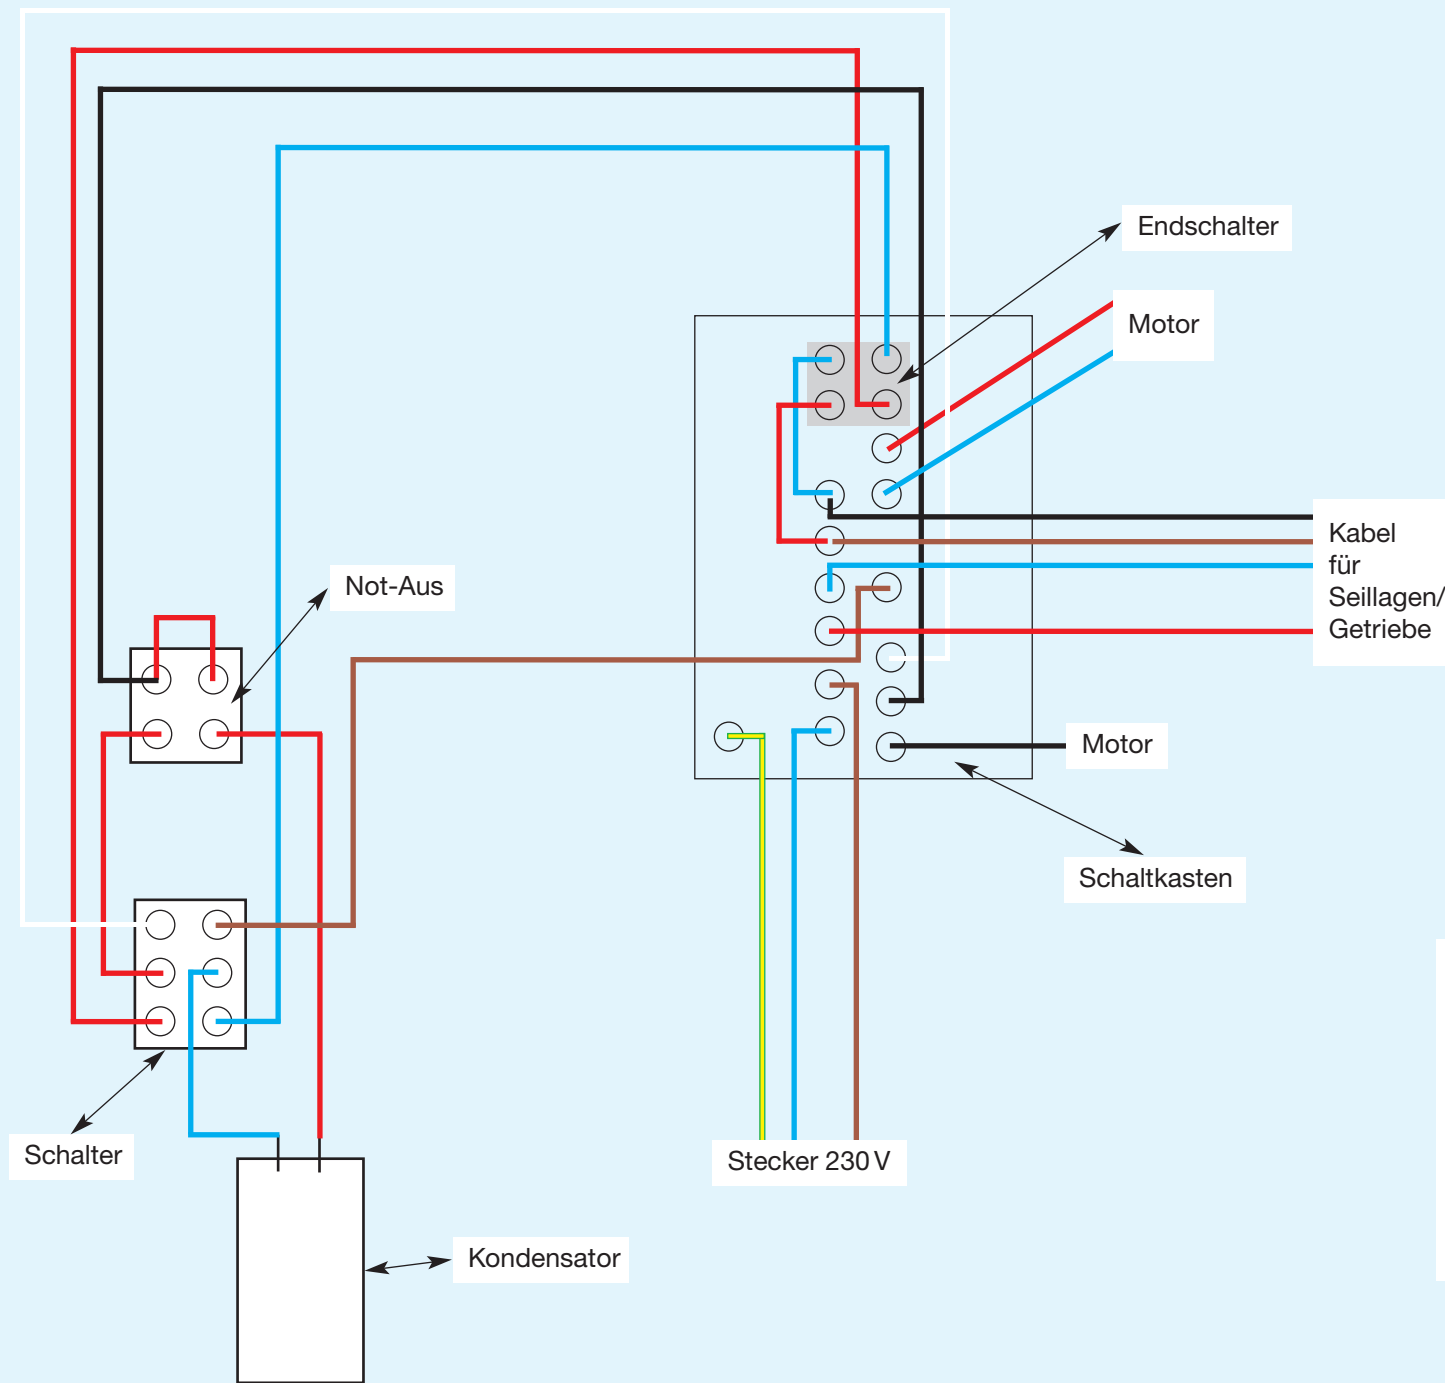 Endschalter
Motor
Kabel
für
Seillagen/
Getriebe
Not-Aus
Motor
Schaltkasten
Schalter
Stecker 230 V
Kondensator